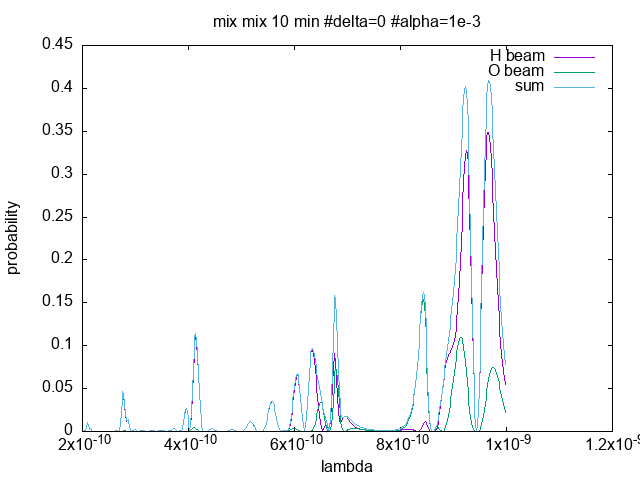 mix mix 10 min #delta=0 #alpha=1e-3
0.45
0.4
0.35
0.3
0.25
0.2
0.15
0.1
0.05
0
probability
H beam
O beam
sum
2x10^-10 4x10^-10 6x10^-10 8x10^-10 1x10^-9 1.2x10^-9
lambda